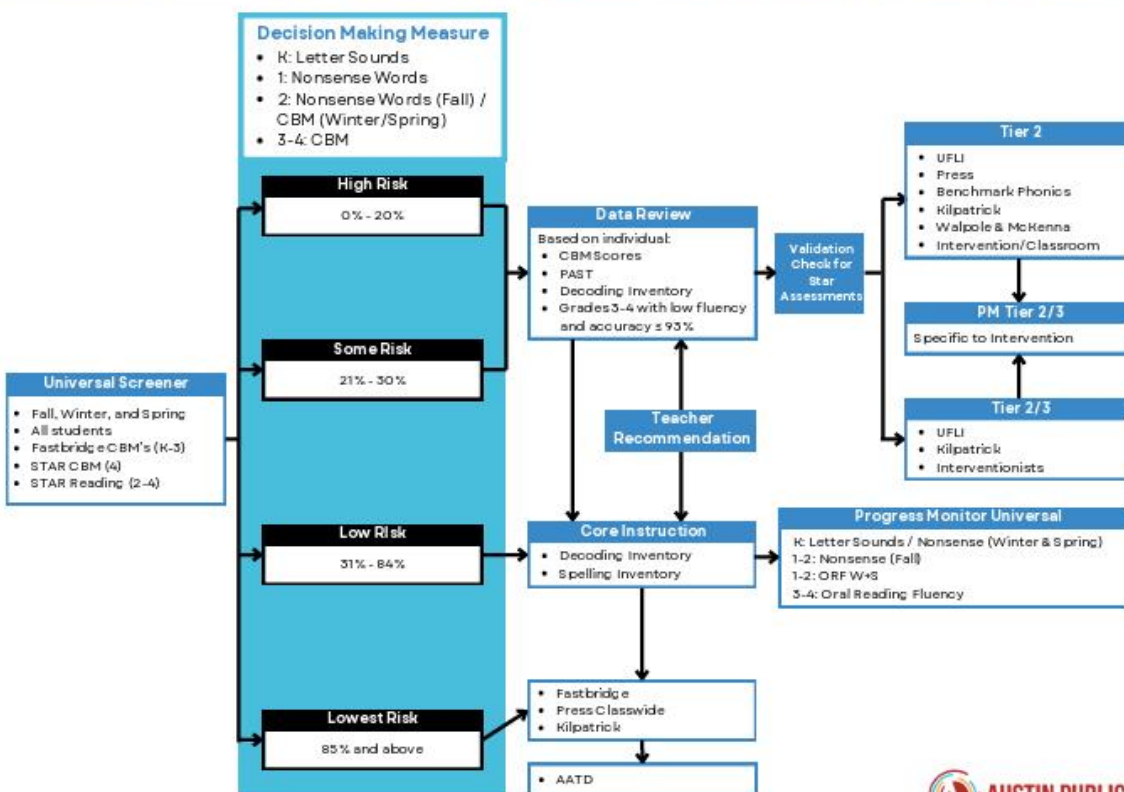 Decision Making Measure
• K: Letter Sounds
• 1: Nonsense Words
• 2: Nonsense Words (Fall) /
CBM (Winter/Spring)
• 3-4: CBM
High Risk
0% - 20%
Some Risk
21% - 30%
Universal Screener
• Fall, Winter, and Spring
• All students
• Fastbridge CBM's (K-3)
• STAR CBM (4)
• STAR Reading (2-4)
Low Risk
31% - 84%
Lowest Risk
85% and above
Data Review
Based on individual:
• CBM Scores
• PAST
• Decoding Inventory
• Grades 3-4 with low fluency
and accuracy ≤ 93%
Teacher
Recommendation
Core Instruction
• Decoding Inventory
• Spelling Inventory
• Fastbridge
• Press Classwide
• Kilpatrick
• AATD
Validation
Check for
Star
Assessments
Tier 2
• UFLI
• Press
• Benchmark Phonics
• Kilpatrick
• Walpole & McKenna
• Intervention/Classroom
PM Tier 2/3
Specific to Intervention
Tier 2/3
• UFLI
• Kilpatrick
• Interventionists
Progress Monitor Universal
K: Letter Sounds / Nonsense (Winter & Spring)
1-2: Nonsense (Fall)
1-2: ORF W+S
3-4: Oral Reading Fluency
AUSTIN PUBLIC